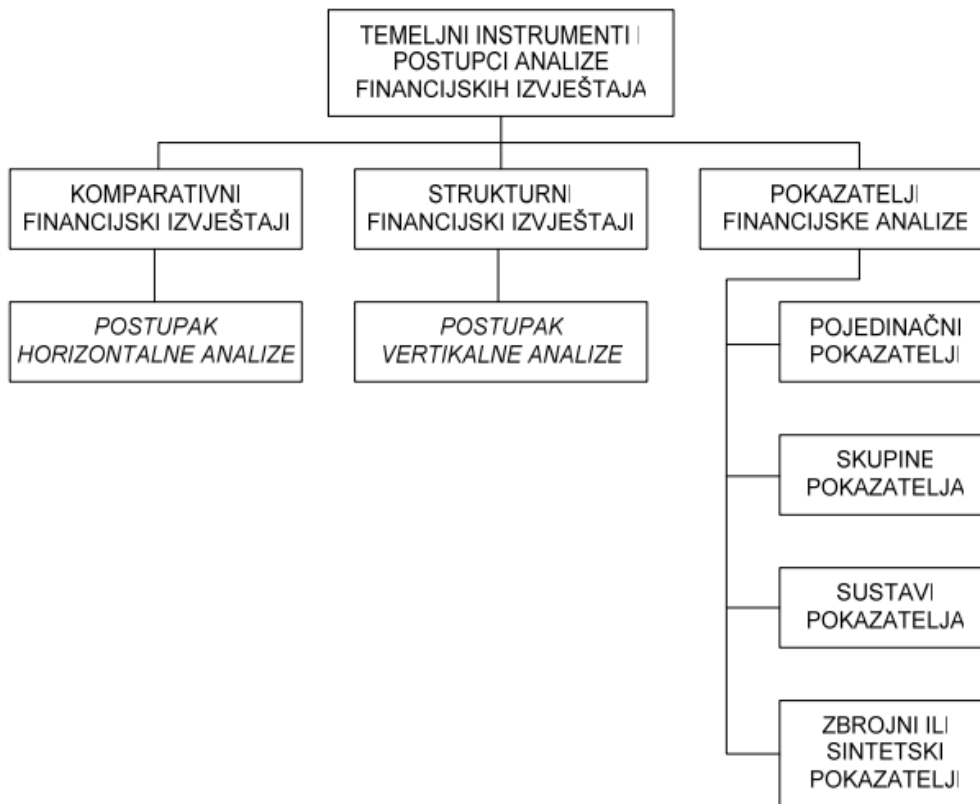 TEMELJNI INSTRUMENTI I
POSTUPCI ANALIZE
FINANCIJSKIH IZVJEŠTAJA
KOMPARATIVNI
FINANCIJSKI IZVJEŠTAJI
STRUKTURNI
FINANCIJSKI IZVJEŠTAJI
POKAZATELJI
FINANCIJSKE ANALIZE
POSTUPAK
HORIZONTALNE ANALIZE
POSTUPAK
VERTIKALNE ANALIZE
POJEDINAČNI
POKAZATELJI
SKUPINE
POKAZATELJA
SUSTAVI
POKAZATELJA
ZBROJNI ILI
SINTETSKI
POKAZATELJI